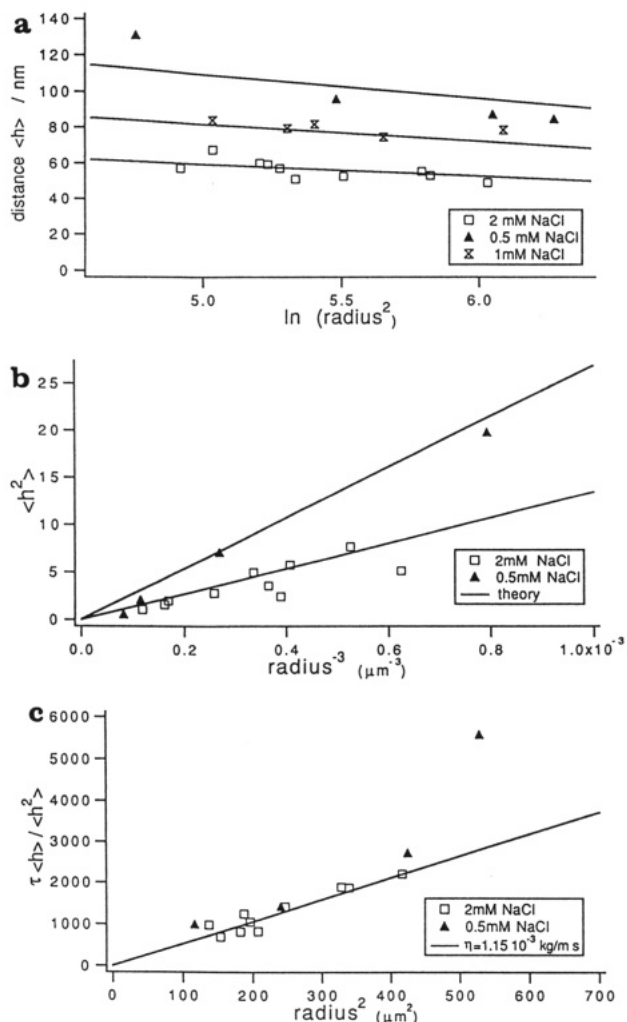 a
140
120
100
80
60
40
20
0
distance <h> / nm
5.0 5.5 6.0
ln (radius²)
2 mM NaCl
0.5 mM NaCl
1mM NaCl
b
25
20
15
10
5
0
<h²>
0.0 0.2 0.4 0.6 0.8 1.0x10⁻³
radius⁻³ (μm⁻³)
2mM NaCl
0.5mM NaCl
theory
c
6000
5000
4000
3000
2000
1000
0
τ <h> / <h²>
0 100 200 300 400 500 600 700
radius² (μm²)
2mM NaCl
0.5mM NaCl
η=1.15 10⁻³ kg/m s